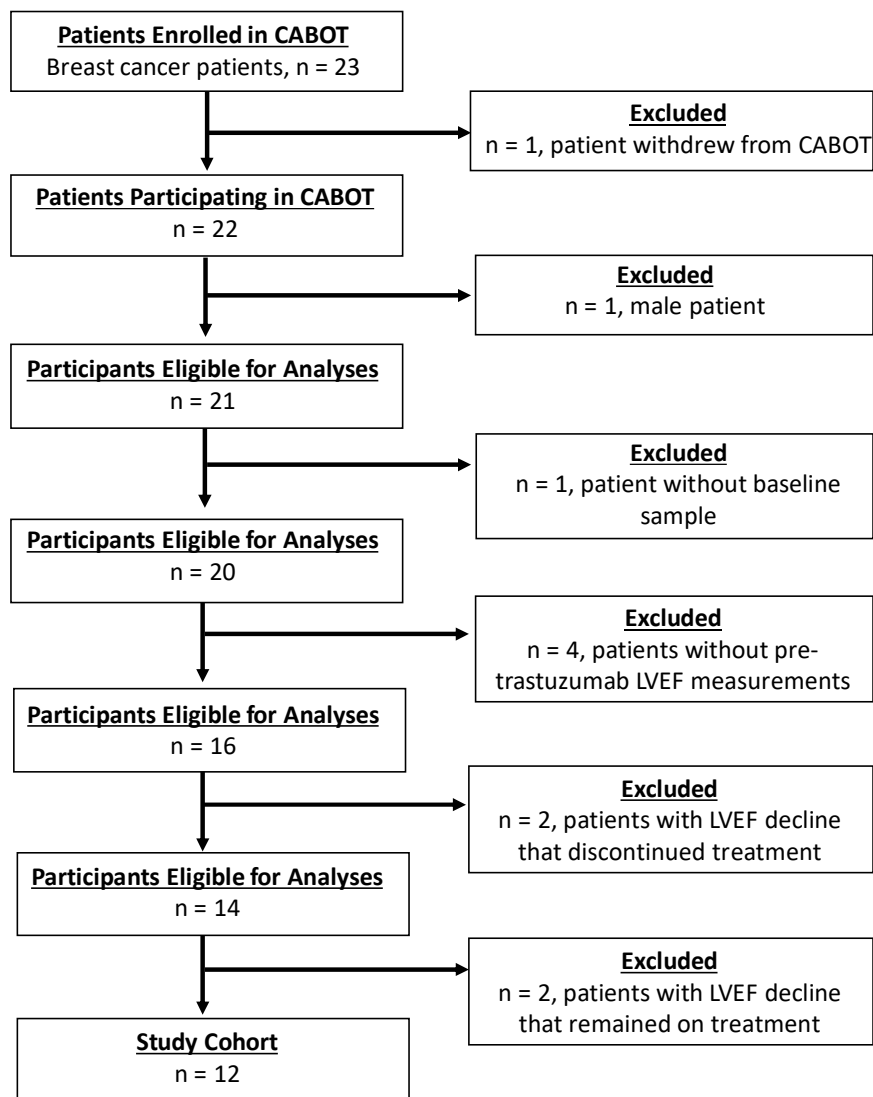 Patients Enrolled in CABOT
Breast cancer patients, n = 23
Excluded
n = 1, patient withdrew from CABOT
Patients Participating in CABOT
n = 22
Excluded
n = 1, male patient
Participants Eligible for Analyses
n = 21
Excluded
n = 1, patient without baseline
sample
Participants Eligible for Analyses
n = 20
Excluded
n = 4, patients without pre-
trastuzumab LVEF measurements
Participants Eligible for Analyses
n = 16
Excluded
n = 2, patients with LVEF decline
that discontinued treatment
Participants Eligible for Analyses
n = 14
Excluded
n = 2, patients with LVEF decline
that remained on treatment
Study Cohort
n = 12